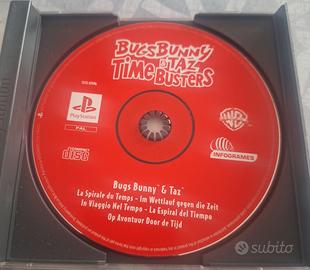 BUGS BUNNY
& TAZ
TIME BUSTERS
PlayStation
PAL
COMPACT
disc
INFOGRAMES
Bugs Bunny™ & Taz™
La Spirale du Temps - Im Wettlauf gegen die Zeit
In Viaggio Nel Tempo - La Espiral del Tiempo
Op Avontuur Door de Tijd
subito